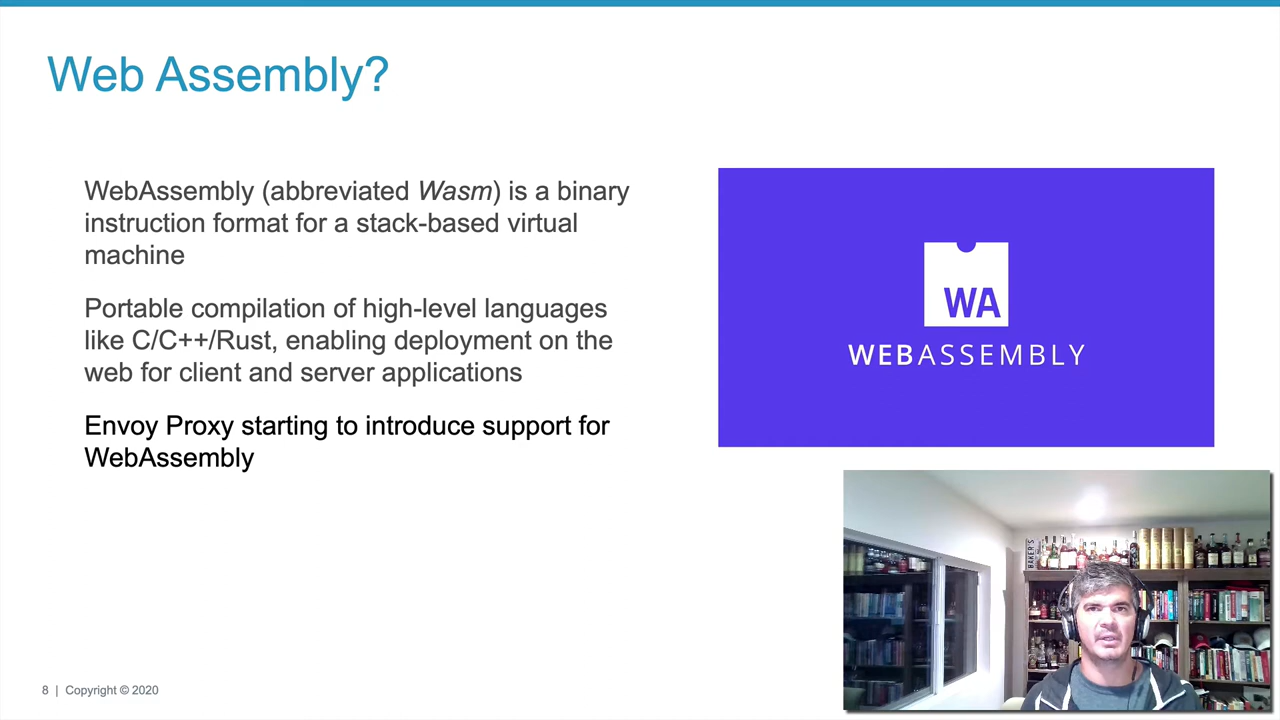 Web Assembly?
WebAssembly (abbreviated Wasm) is a binary
instruction format for a stack-based virtual
machine
Portable compilation of high-level languages
like C/C++/Rust, enabling deployment on the
web for client and server applications
Envoy Proxy starting to introduce support for
WebAssembly
WA
WEBASSEMBLY
BAKER'S
8 | Copyright © 2020